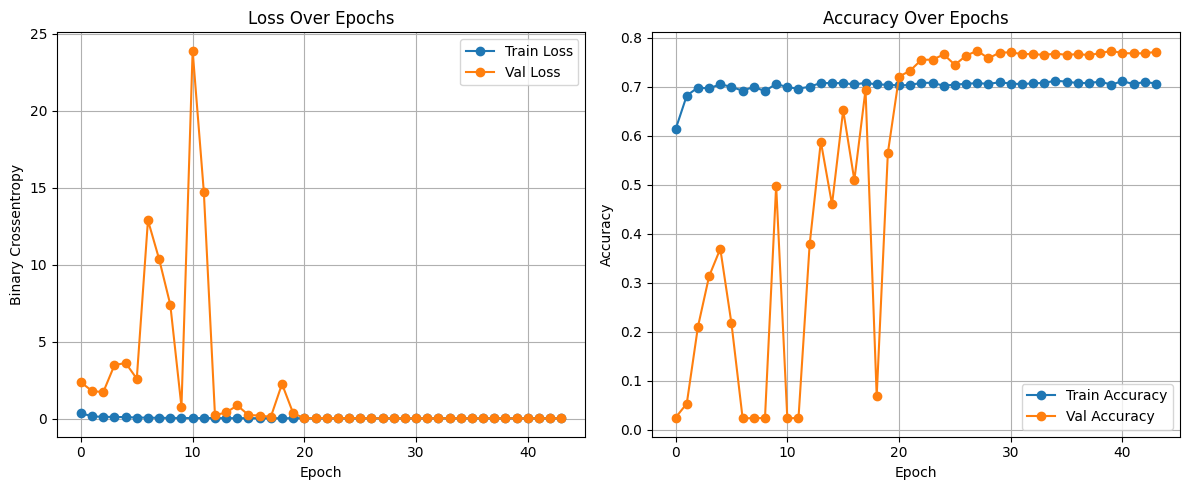 Loss Over Epochs
25
20
15
10
5
0
Binary Crossentropy
0 10 20 30 40
Epoch
Train Loss
Val Loss
Accuracy Over Epochs
0.8
0.7
0.6
0.5
0.4
0.3
0.2
0.1
0.0
Accuracy
0 10 20 30 40
Epoch
Train Accuracy
Val Accuracy